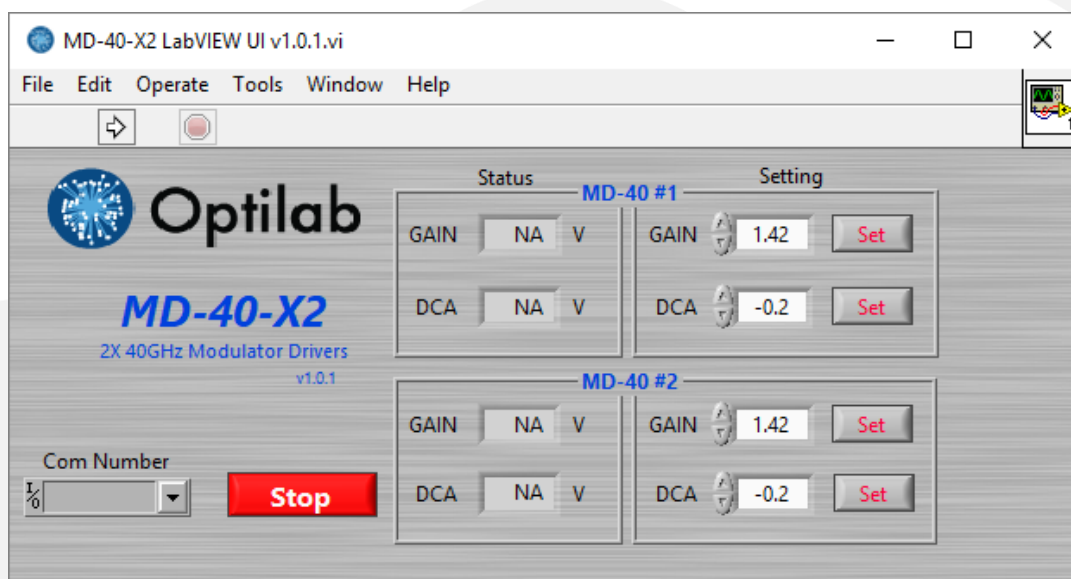 MD-40-X2 LabVIEW UI v1.0.1.vi
File Edit Operate Tools Window Help
Optilab
MD-40-X2
2X 40GHz Modulator Drivers
v1.0.1
Com Number
Stop
Status Setting
MD-40 #1
GAIN NA V GAIN 1.42 Set
DCA NA V DCA -0.2 Set
MD-40 #2
GAIN NA V GAIN 1.42 Set
DCA NA V DCA -0.2 Set